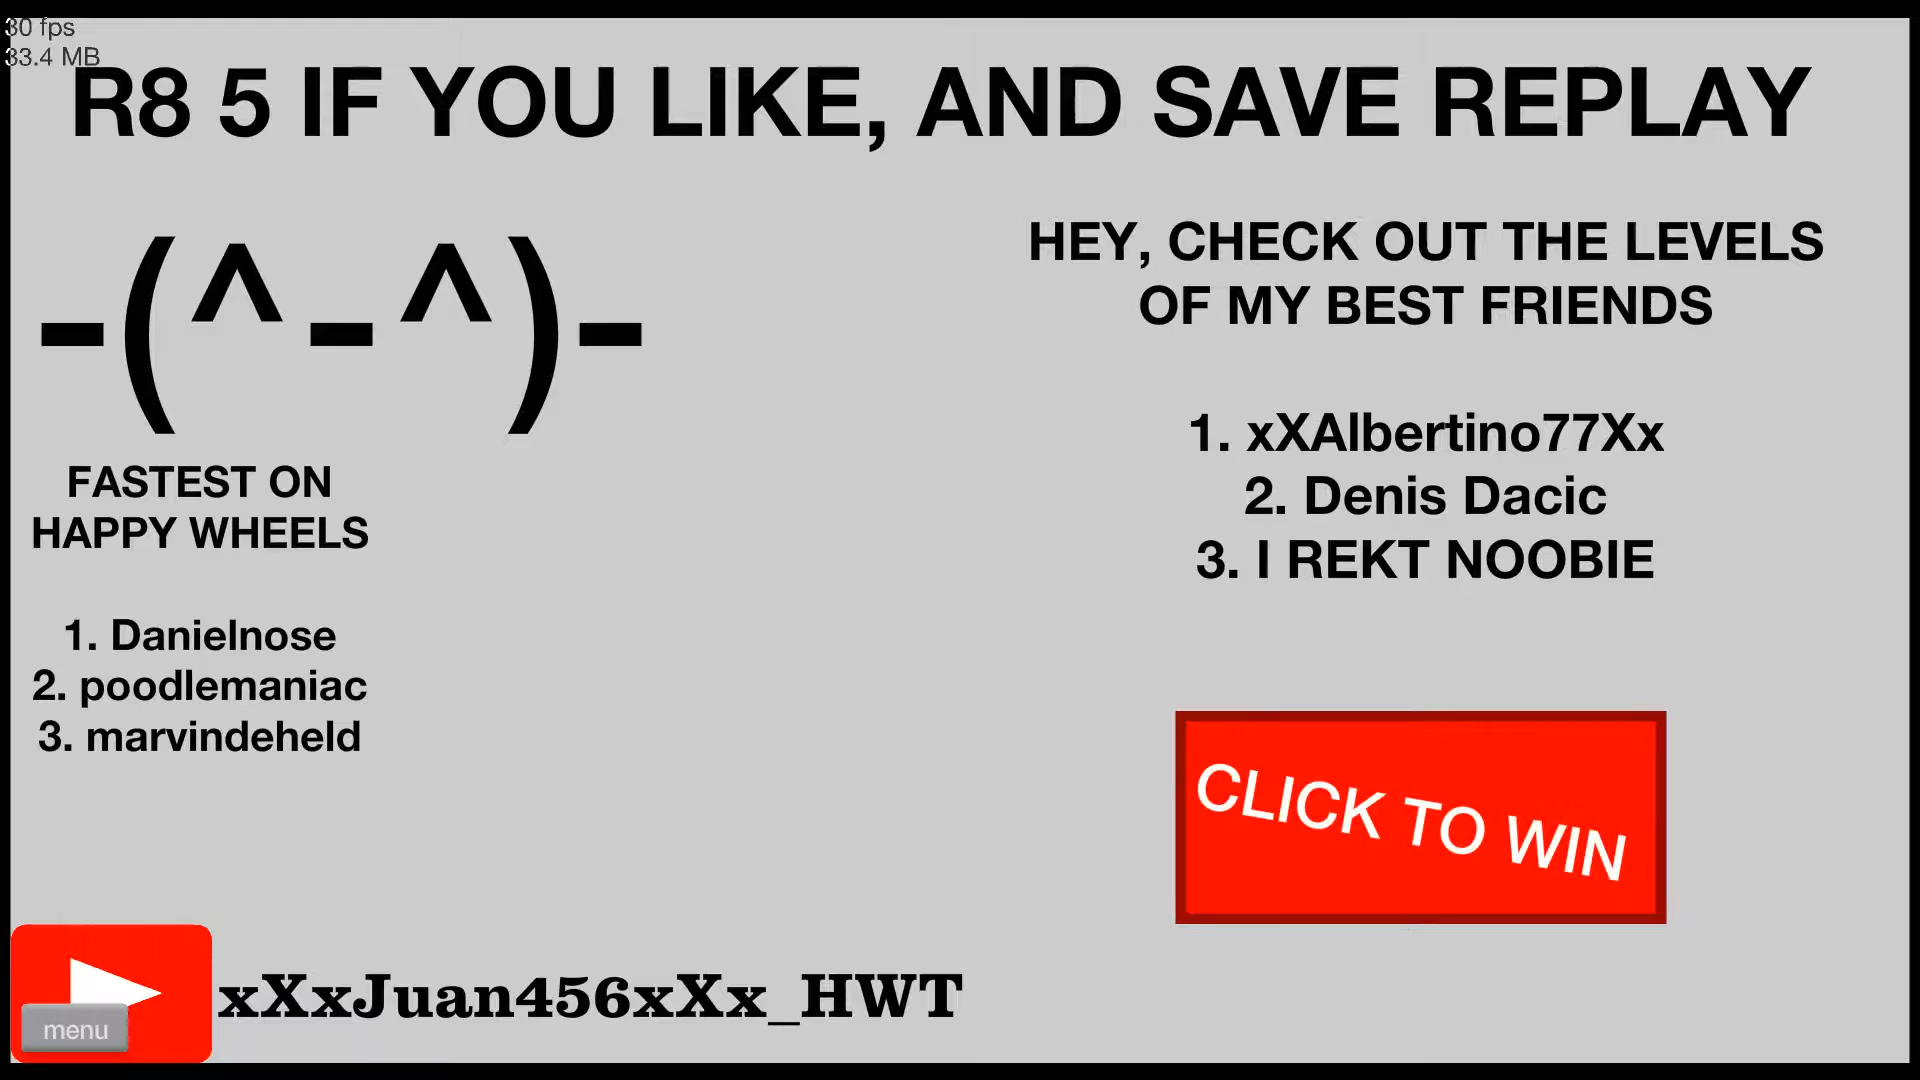 30 fps
33.4 MB
R8 5 IF YOU LIKE, AND SAVE REPLAY
-(^-^)-
FASTEST ON
HAPPY WHEELS
1. Danielnose
2. poodlemaniac
3. marvindeheld
HEY, CHECK OUT THE LEVELS
OF MY BEST FRIENDS
1. xXAlbertino77Xx
2. Denis Dacic
3. I REKT NOOBIE
CLICK TO WIN
xXxJuan456xXx_HWT
menu